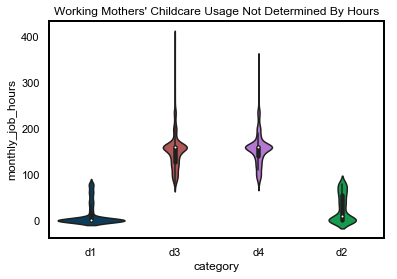 Working Mothers' Childcare Usage Not Determined By Hours
monthly_job_hours
400
300
200
100
0
d1 d3 d4 d2
category